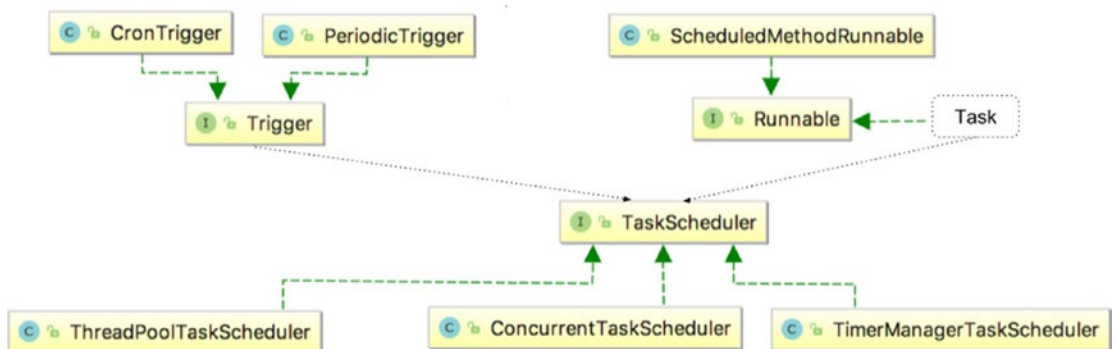 C CronTrigger
C PeriodicTrigger
C ScheduledMethodRunnable
I Trigger
I Runnable
Task
I TaskScheduler
C ThreadPoolTaskScheduler
C ConcurrentTaskScheduler
C TimerManagerTaskScheduler